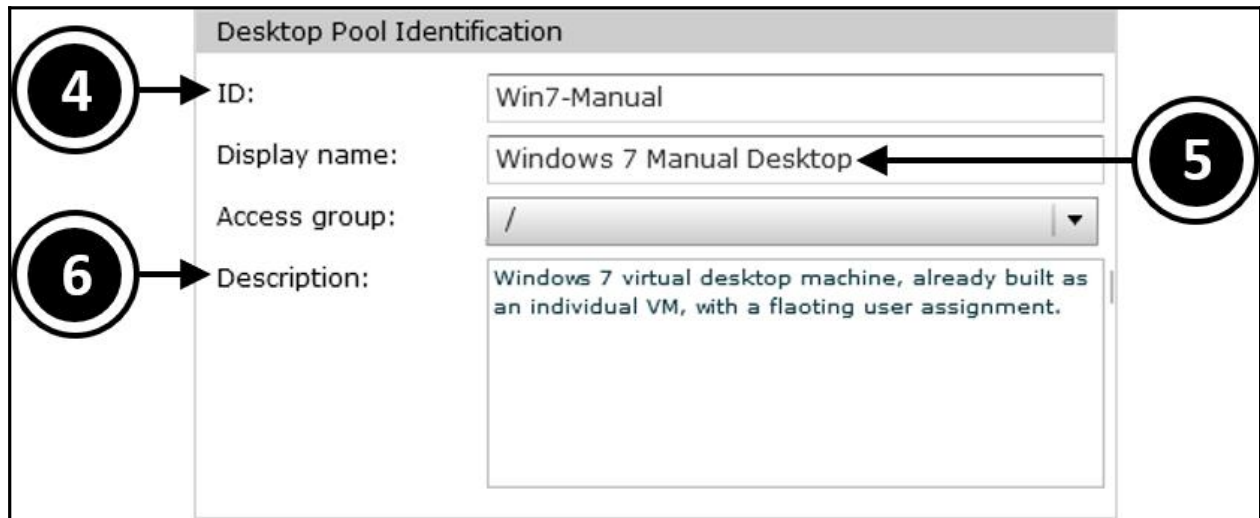 Desktop Pool Identification
4
ID:
Win7-Manual
Display name:
Windows 7 Manual Desktop
5
Access group:
/
6
Description:
Windows 7 virtual desktop machine, already built as
an individual VM, with a flaoting user assignment.